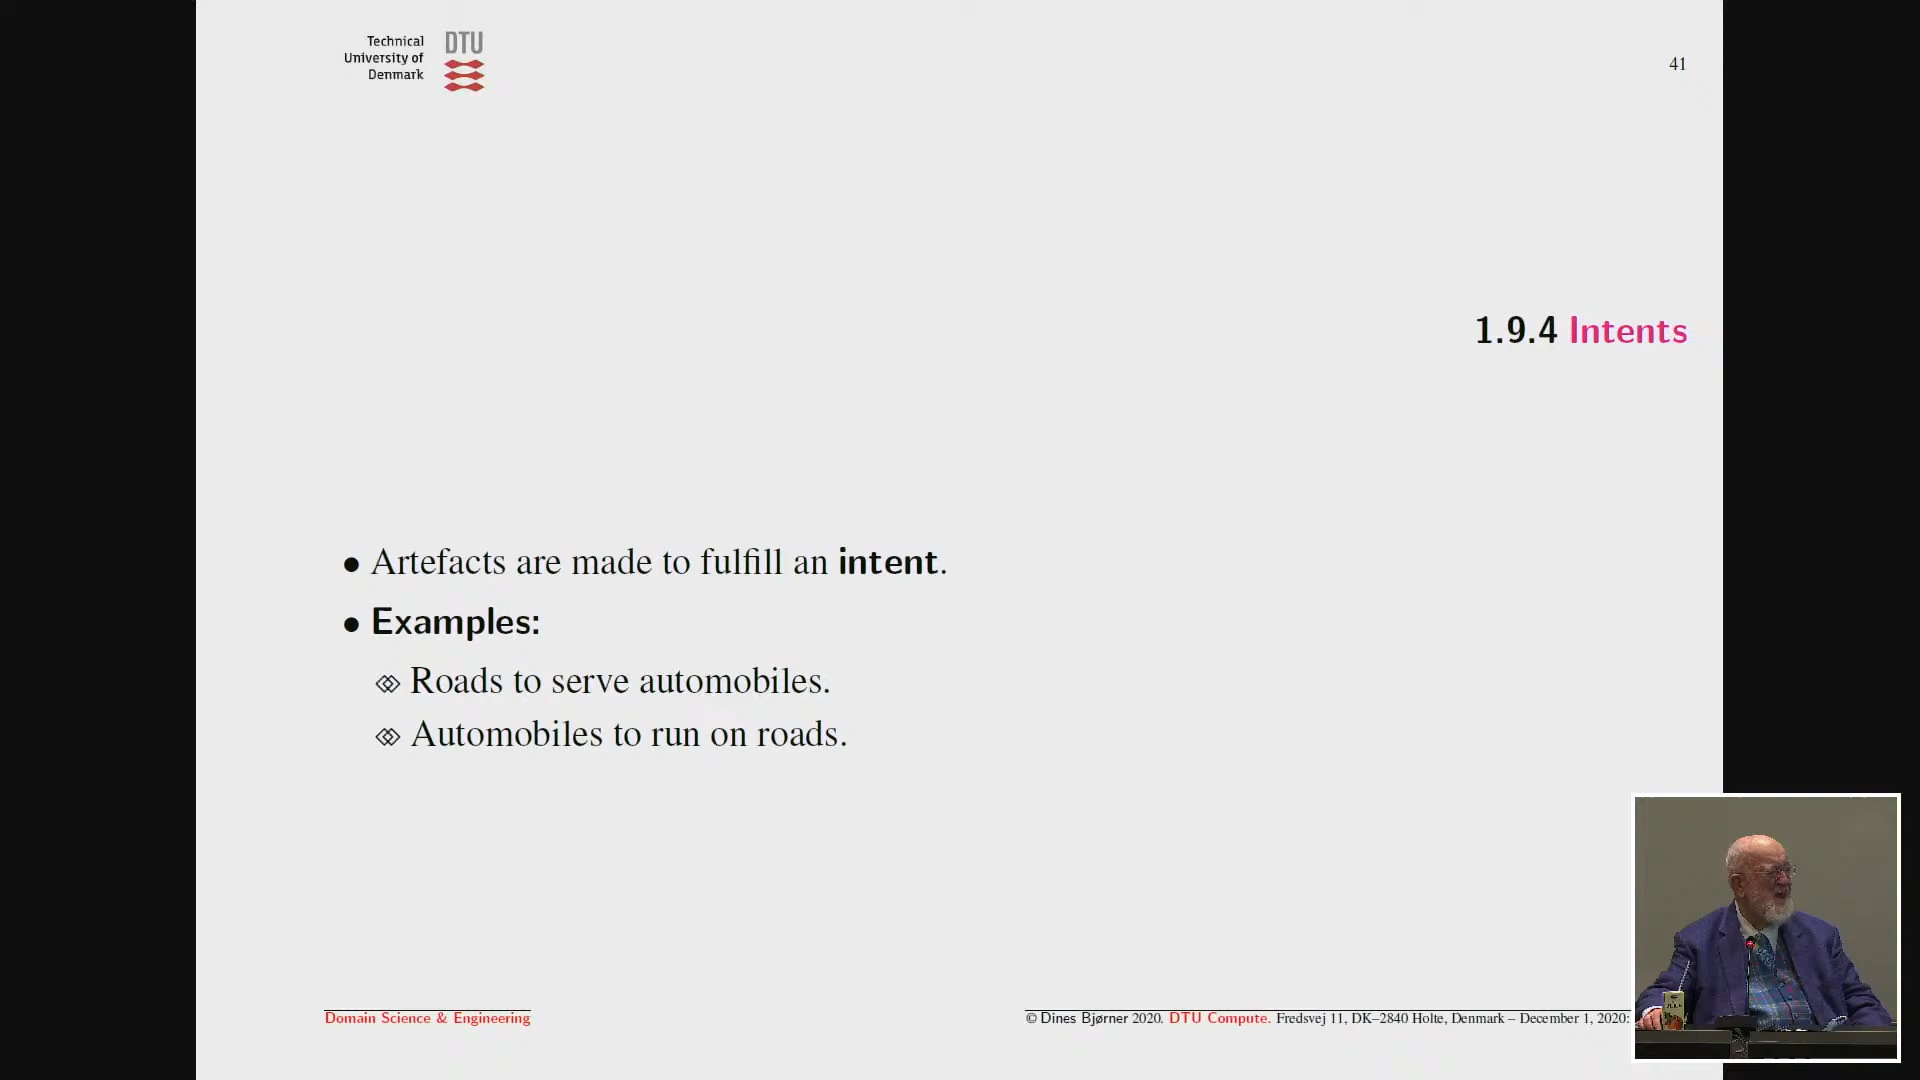 Technical
University of
Denmark
DTU
41
1.9.4 Intents
• Artefacts are made to fulfill an intent.
• Examples:
Roads to serve automobiles.
Automobiles to run on roads.
Domain Science & Engineering
© Dines Bjørner 2020. DTU Compute. Fredsvej 11, DK–2840 Holte, Denmark – December 1, 2020: